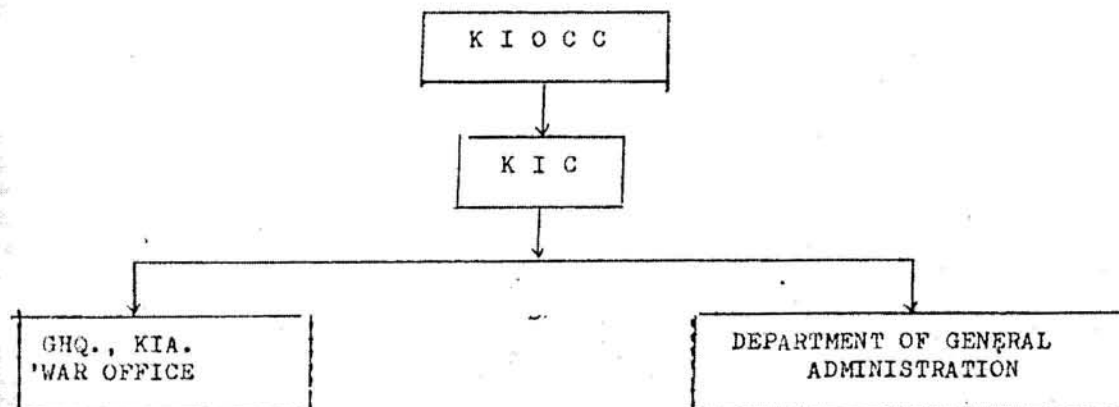 K I O C C
K I C
GHQ., KIA.
'WAR OFFICE
DEPARTMENT OF GENERAL
ADMINISTRATION